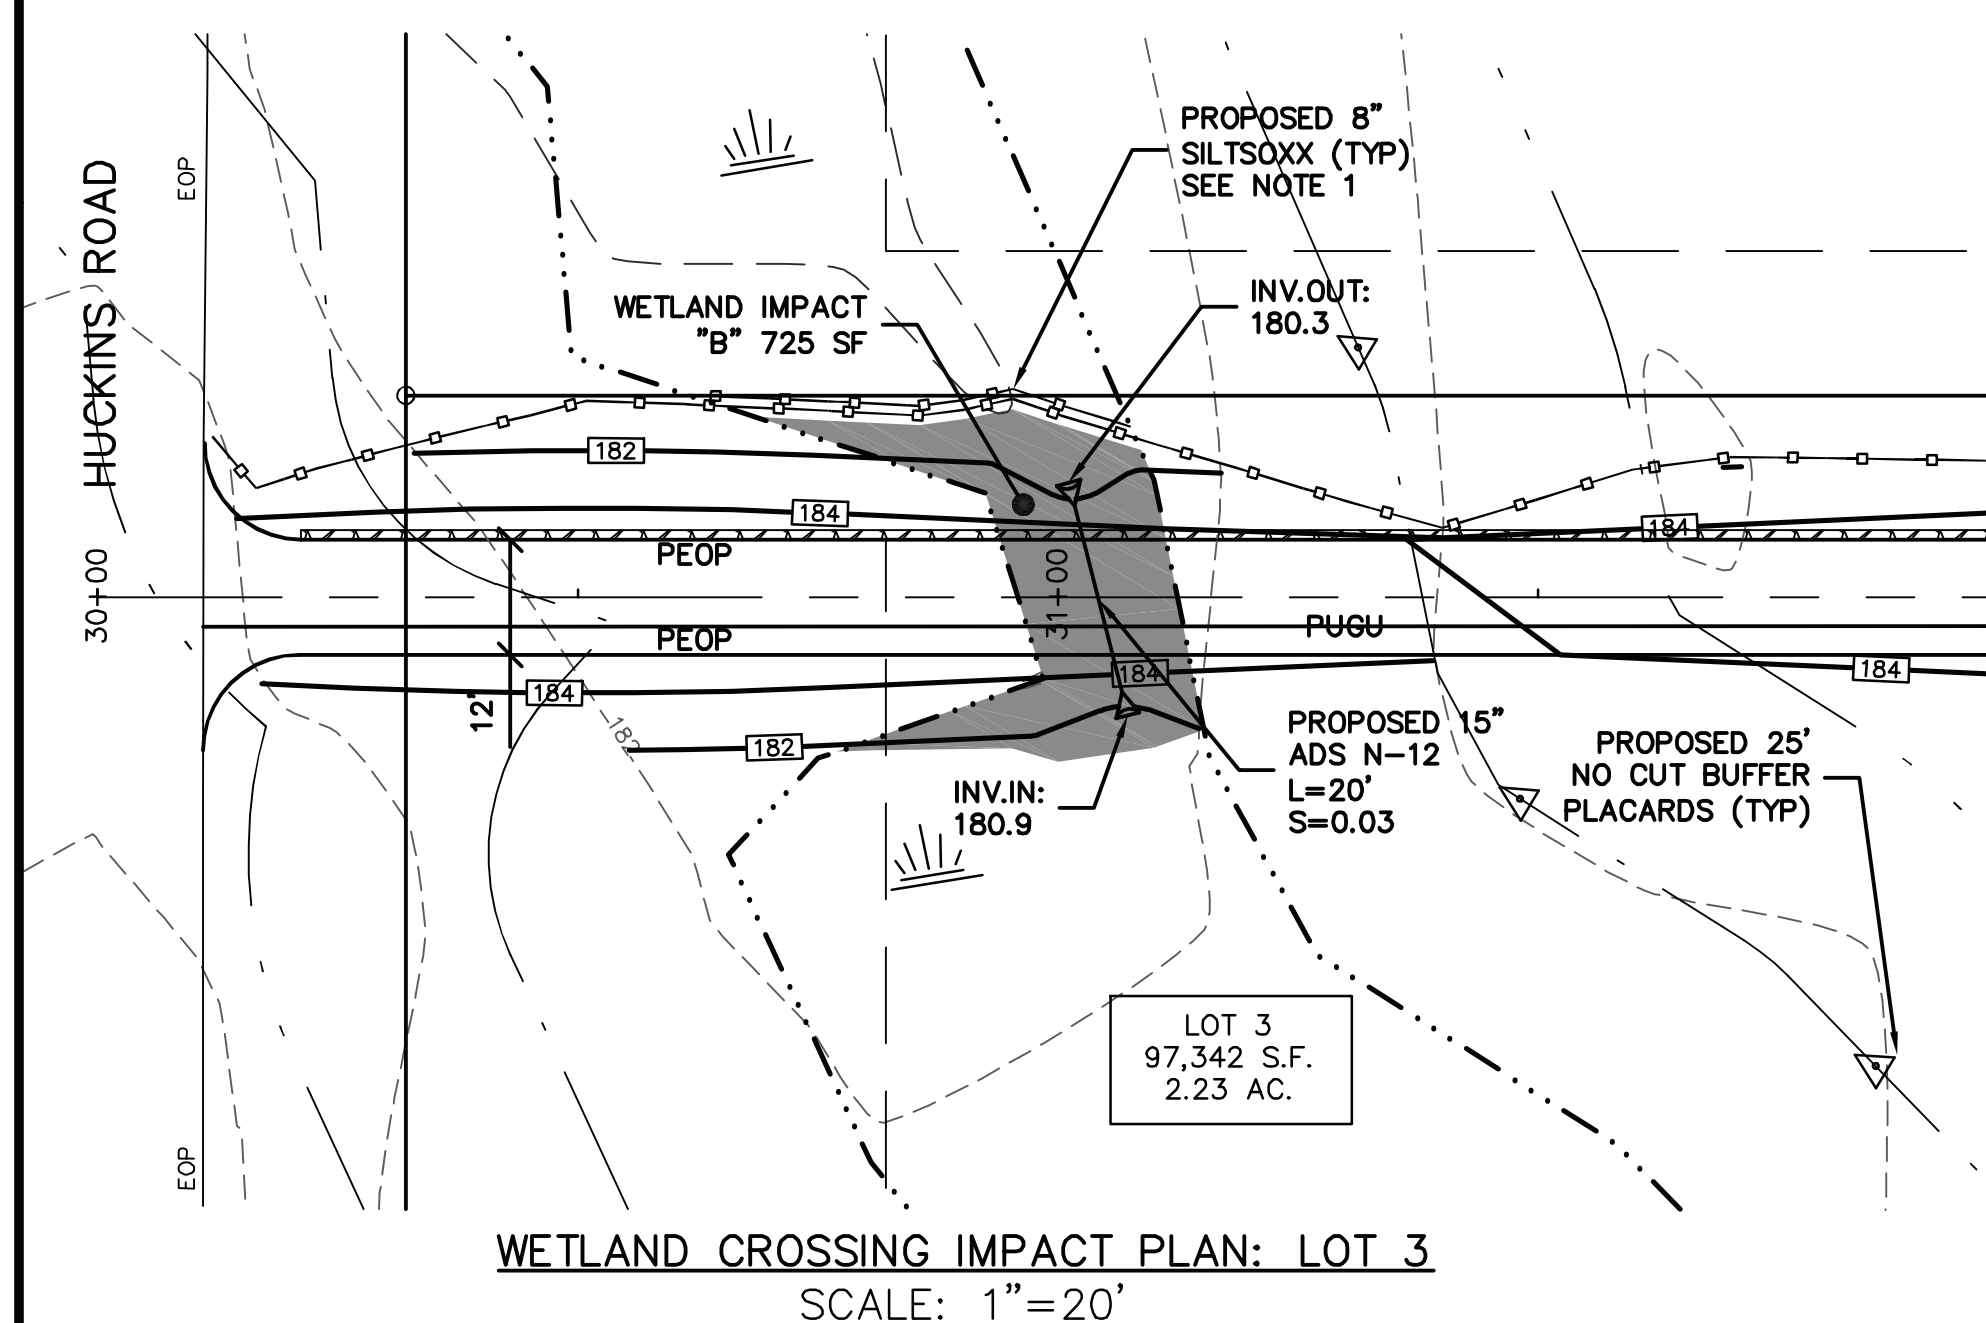 PROPOSED 8"
SILTSOXX (TYP)
SEE NOTE 1
EOP
HUCKINS ROAD
WETLAND IMPACT
"B" 725 SF
INV.OUT:
180.3
182
184
184
PEOP
30+00
31+00
PEOP
PUGU
184
184
184
12'
182
182
PROPOSED 15"
ADS N-12
L=20'
S=0.03
INV.IN:
180.9
PROPOSED 25'
NO CUT BUFFER
PLACARDS (TYP)
LOT 3
97,342 S.F.
2.23 AC.
EOP
WETLAND CROSSING IMPACT PLAN: LOT 3
SCALE: 1"=20'